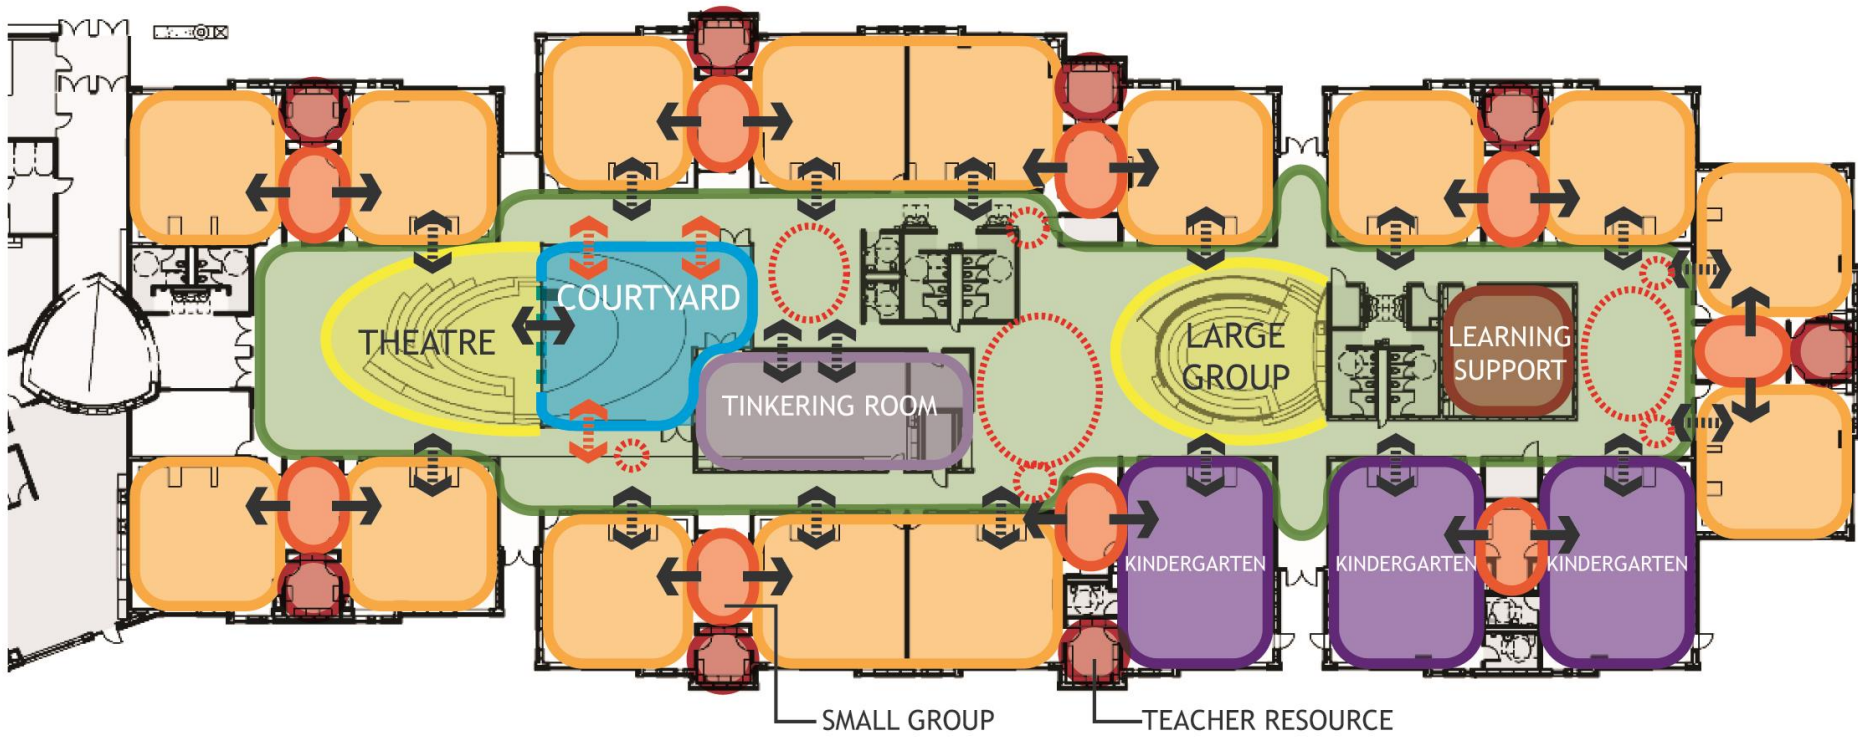 THEATRE
COURTYARD
TINKERING ROOM
LARGE
GROUP
LEARNING
SUPPORT
KINDERGARTEN
KINDERGARTEN
KINDERGARTEN
SMALL GROUP
TEACHER RESOURCE